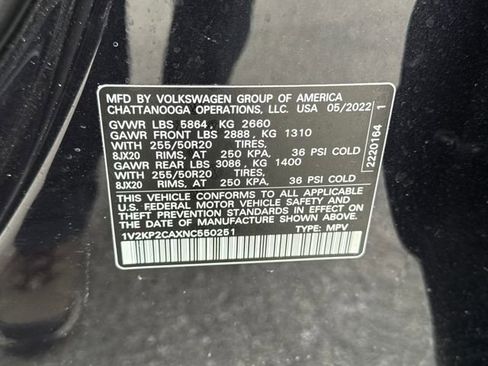 MFD BY VOLKSWAGEN GROUP OF AMERICA
CHATTANOOGA OPERATIONS, LLC. USA 05/2022
GVWR LBS 5864, KG 2660
GAWR FRONT LBS 2888, KG 1310
WITH 255/50R20 TIRES,
8JX20 RIMS, AT 250 KPA, 36 PSI COLD
GAWR REAR LBS 3086, KG 1400
WITH 255/50R20 TIRES,
8JX20 RIMS, AT 250 KPA, 36 PSI COLD
THIS VEHICLE CONFORMS TO ALL APPLICABLE
U.S. FEDERAL MOTOR VEHICLE SAFETY AND
THEFT PREVENTION STANDARDS IN EFFECT ON
THE DATE OF MANUFACTURE SHOWN ABOVE.
1V2KP2CAXNC550251 TYPE: MPV
2220164 1